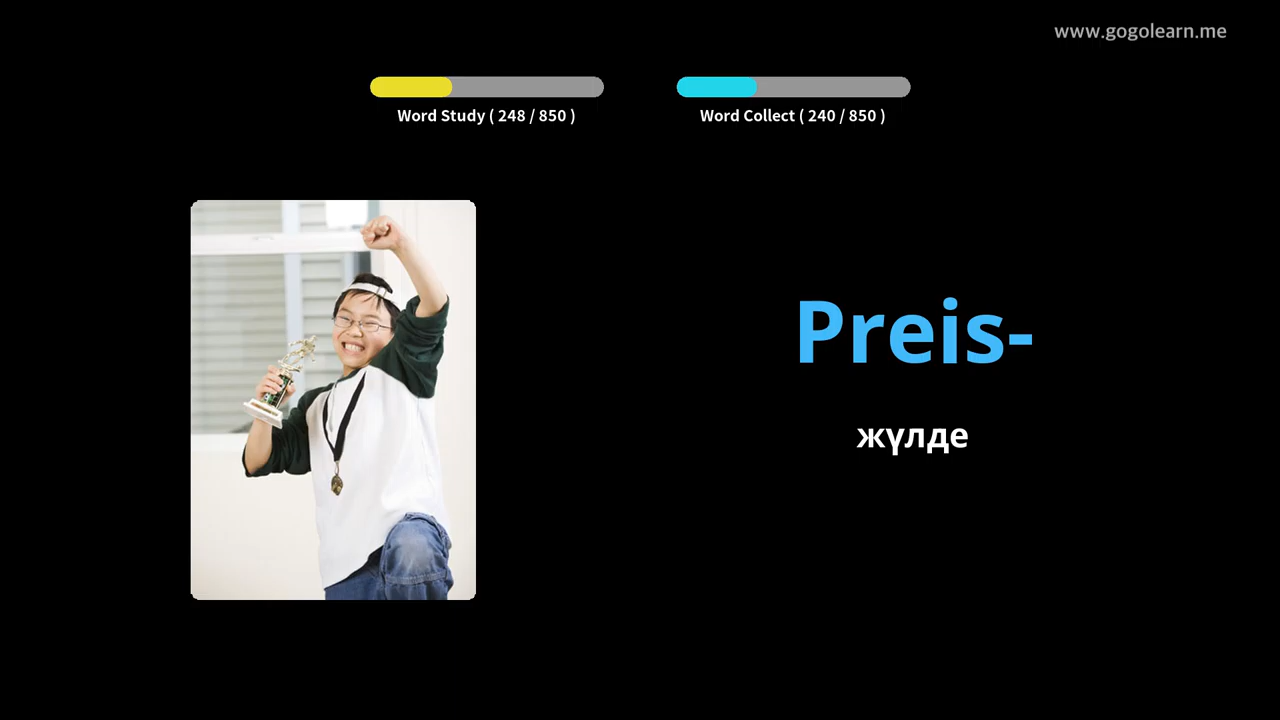 www.gogolearn.me
Word Study ( 248 / 850 )
Word Collect ( 240 / 850 )
Preis-
жүлде